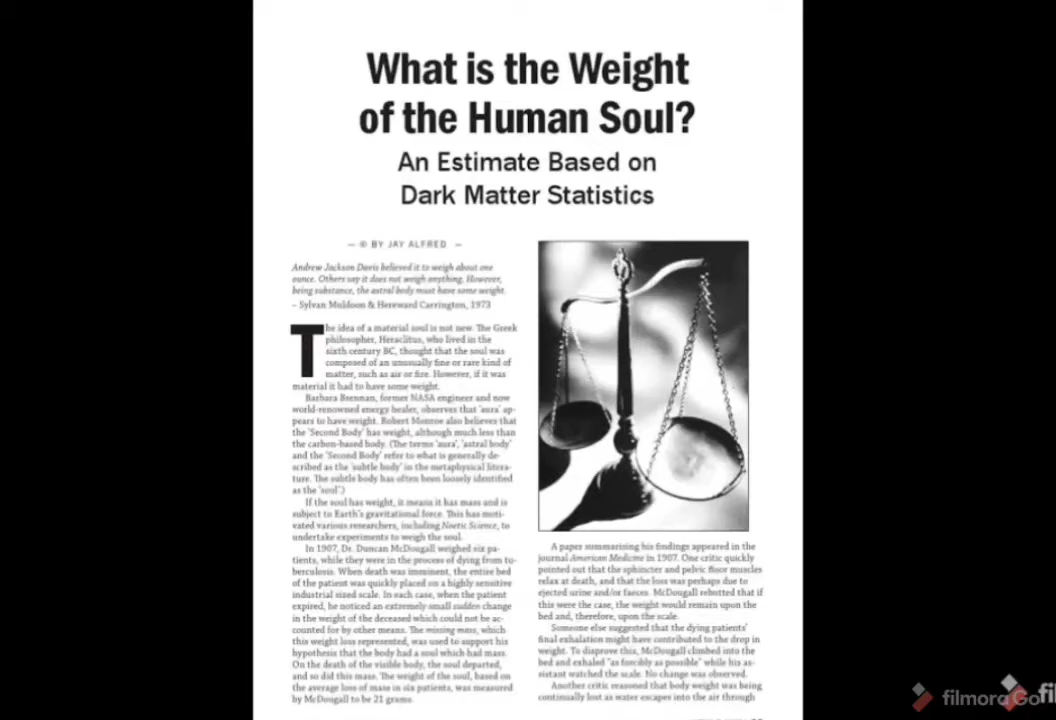 What is the Weight
of the Human Soul?
An Estimate Based on
Dark Matter Statistics
— © BY JAY ALFRED —
Andrew Jackson Davis believed it to weigh about one
ounce. Others say it does not weigh anything. However,
being substance, the astral body must have some weight.
– Sylvan Muldoon & Hereward Carrington, 1973
The idea of a material soul is not new. The Greek
philosopher, Heraclitus, who lived in the
sixth century BC, thought that the soul was
composed of an unusually fine or rare kind of
matter, such as air or fire. However, if it was
material it had to have some weight.
Barbara Brennan, former NASA engineer and now
world-renowned energy healer, observes that 'aura' ap-
pears to have weight. Robert Monroe also believes that
the 'Second Body' has weight, although much less than
the carbon-based body. (The terms 'aura', 'astral body'
and the 'Second Body' refer to what is generally de-
scribed as the 'subtle body' in the metaphysical litera-
ture. The subtle body has often been loosely identified
as the 'soul'.)
If the soul has weight, it means it has mass and is
subject to Earth's gravitational force. This has moti-
vated various researchers, including Noetic Science, to
undertake experiments to weigh the soul.
In 1907, Dr. Duncan McDougall weighed six pa-
tients, while they were in the process of dying from tu-
berculosis. When death was imminent, the entire bed
of the patient was quickly placed on a highly sensitive
industrial sized scale. In each case, when the patient
expired, he noticed an extremely small sudden change
in the weight of the deceased which could not be ac-
counted for by other means. The missing mass, which
this weight loss represented, was used to support his
hypothesis that the body had a soul which had mass.
On the death of the visible body, the soul departed,
and so did this mass. The weight of the soul, based on
the average loss of mass in six patients, was measured
by McDougall to be 21 grams.
A paper summarising his findings appeared in the
journal American Medicine in 1907. One critic quickly
pointed out that the sphincter and pelvic floor muscles
relax at death, and that the loss was perhaps due to
ejected urine and/or faeces. McDougall rebutted that if
this were the case, the weight would remain upon the
bed and, therefore, upon the scale.
Someone else suggested that the dying patients'
final exhalation might have contributed to the drop in
weight. To disprove this, McDougall climbed into the
bed and exhaled "as forcibly as possible" while his as-
sistant watched the scale. No change was observed.
Another critic reasoned that body weight was being
continually lost as water escapes into the air through
filmora Go
fil